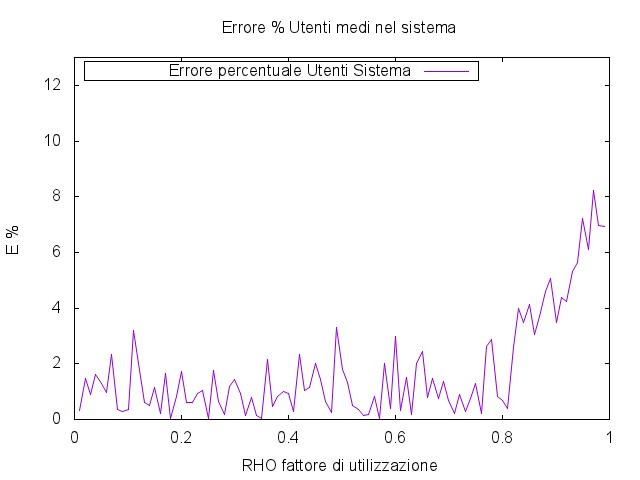 Errore % Utenti medi nel sistema
Errore percentuale Utenti Sistema
12
10
8
6
4
2
0
E %
0 0.2 0.4 0.6 0.8 1
RHO fattore di utilizzazione